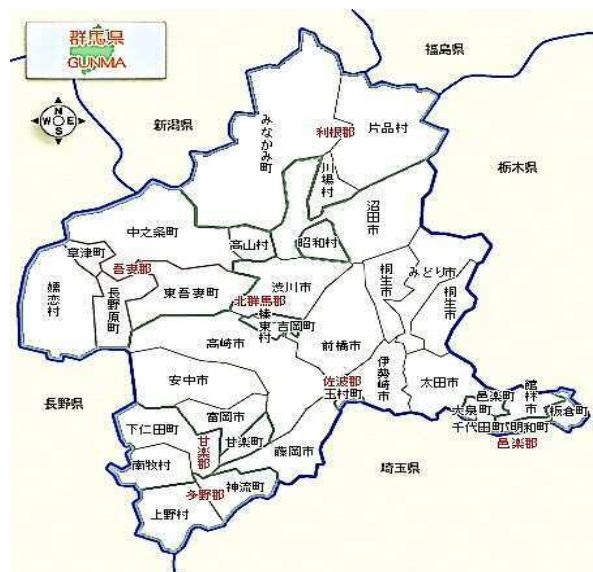 群馬県
GUNMA
福島県
N
W E
S
新潟県
みなかみ町
利根郡
片品村
川場村
栃木県
沼田市
中之条町
高山村
昭和村
草津町
吾妻郡
嬬恋村
長野原町
東吾妻町
北群馬郡
渋川市
榛東村
吉岡町
桐生市
みどり市
桐生市
高崎市
前橋市
伊勢崎市
太田市
安中市
佐波郡
玉村町
邑楽町
館林市
大泉町
板倉町
千代田町
明和町
邑楽郡
長野県
富岡市
下仁田町
甘楽郡
甘楽町
藤岡市
埼玉県
南牧村
多野郡
神流町
上野村